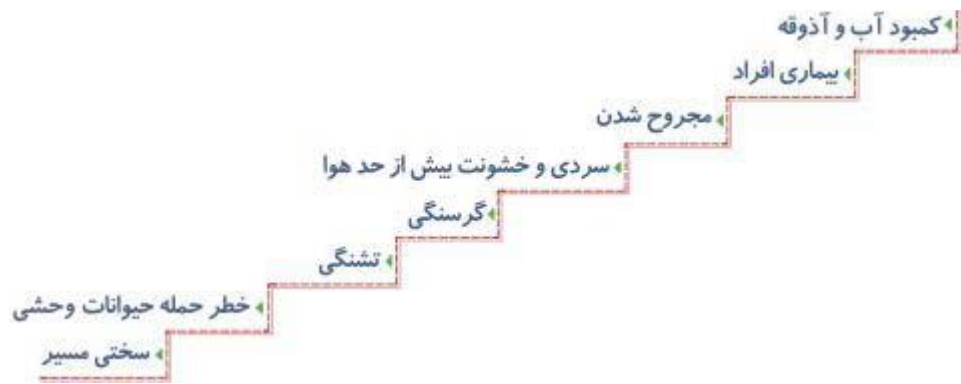 کمبود آب و آذوقه
بیماری افراد
مجروح شدن
سردی و خشونت بیش از حد هوا
گرسنگی
تشنگی
خطر حمله حیوانات وحشی
سختی مسیر